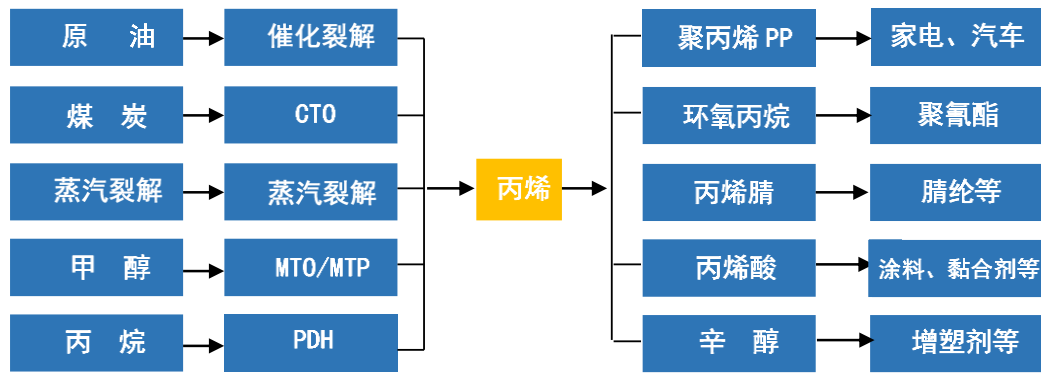 原 油 催化裂解 聚丙烯 PP 家电、汽车
煤 炭 CTO 环氧丙烷 聚氰酯
蒸汽裂解 蒸汽裂解 丙烯 丙烯腈 腈纶等
甲 醇 MTO/MTP 丙烯酸 涂料、黏合剂等
丙 烷 PDH 辛 醇 增塑剂等